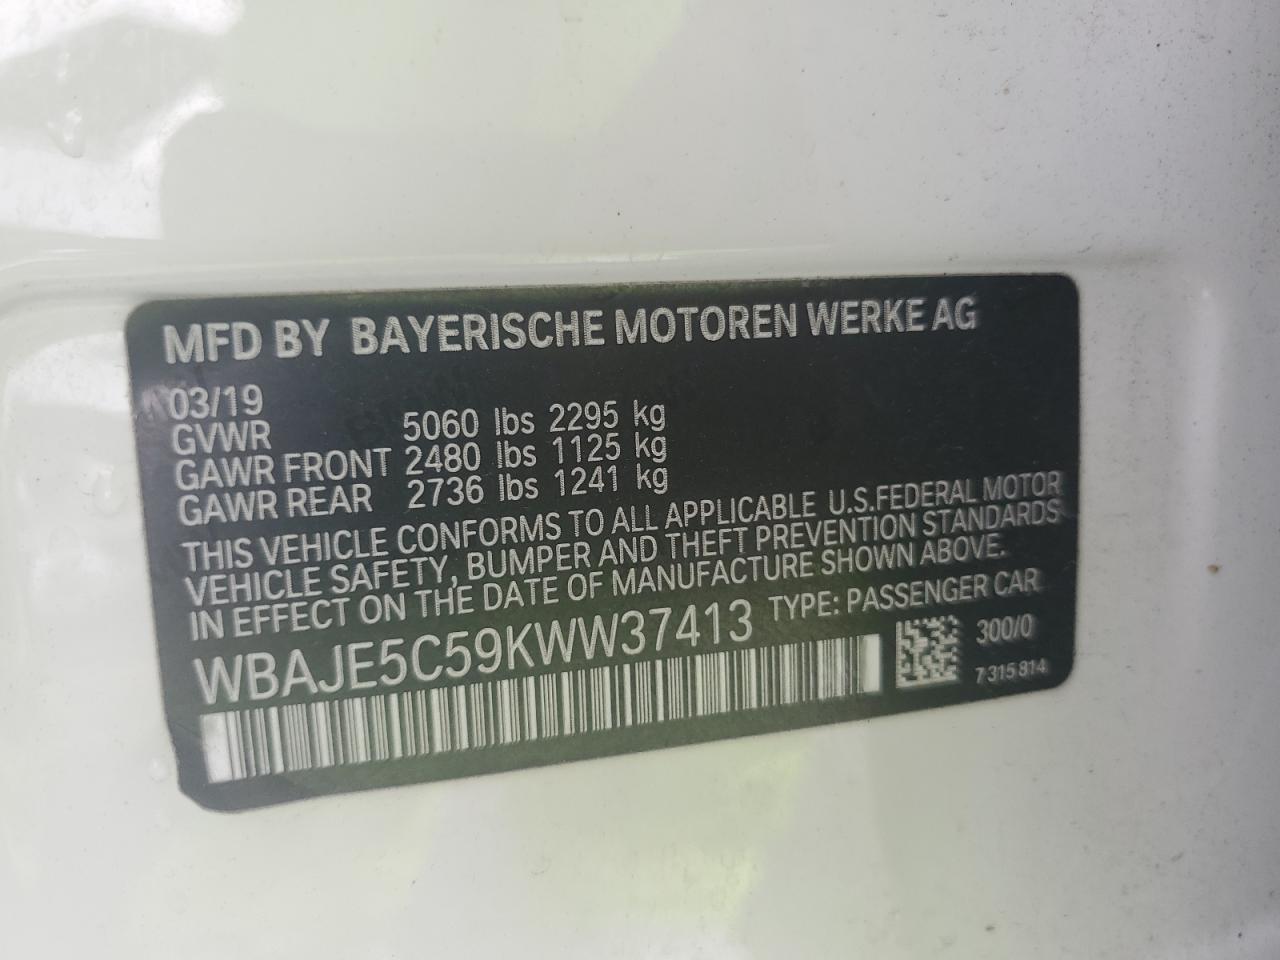 MFD BY BAYERISCHE MOTOREN WERKE AG
03/19
GVWR 5060 lbs 2295 kg
GAWR FRONT 2480 lbs 1125 kg
GAWR REAR 2736 lbs 1241 kg
THIS VEHICLE CONFORMS TO ALL APPLICABLE U.S.FEDERAL MOTOR
VEHICLE SAFETY, BUMPER AND THEFT PREVENTION STANDARDS
IN EFFECT ON THE DATE OF MANUFACTURE SHOWN ABOVE.
WBAJE5C59KWW37413 TYPE: PASSENGER CAR
300/0
7 315 814